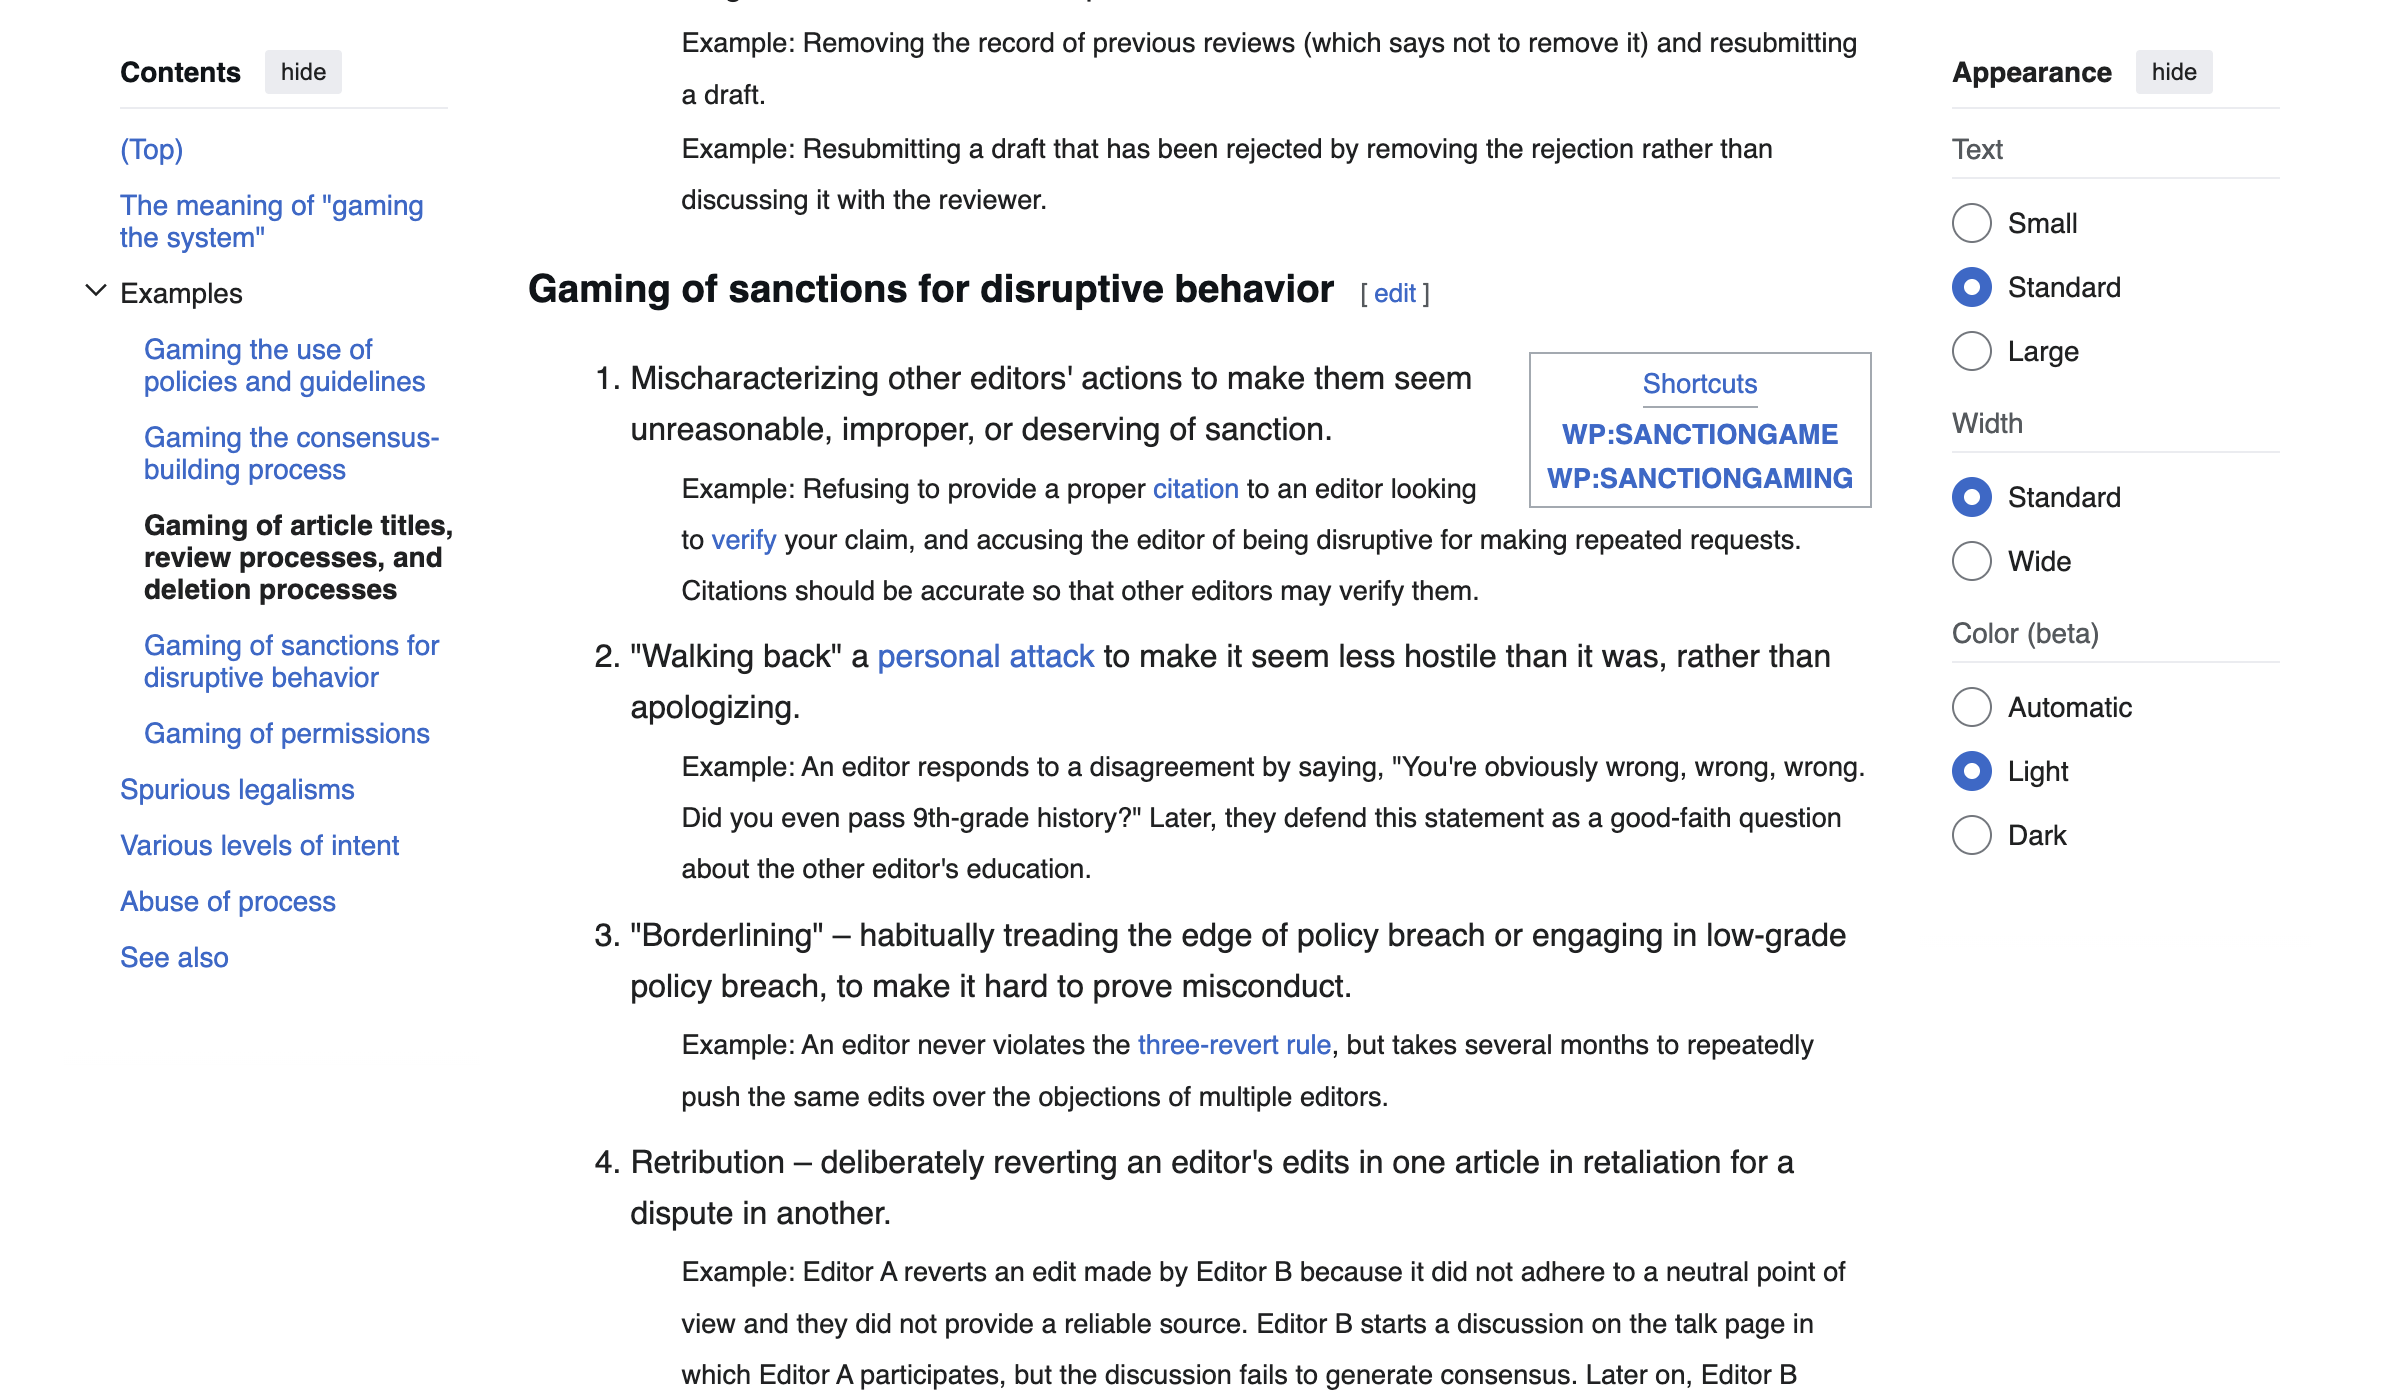 Contents hide
(Top)
The meaning of "gaming
the system"
Examples
Gaming the use of
policies and guidelines
Gaming the consensus-
building process
Gaming of article titles,
review processes, and
deletion processes
Gaming of sanctions for
disruptive behavior
Gaming of permissions
Spurious legalisms
Various levels of intent
Abuse of process
See also
Example: Removing the record of previous reviews (which says not to remove it) and resubmitting
a draft.
Example: Resubmitting a draft that has been rejected by removing the rejection rather than
discussing it with the reviewer.
Gaming of sanctions for disruptive behavior [ edit ]
Shortcuts
WP:SANCTIONGAME
WP:SANCTIONGAMING
1. Mischaracterizing other editors' actions to make them seem
unreasonable, improper, or deserving of sanction.
Example: Refusing to provide a proper citation to an editor looking
to verify your claim, and accusing the editor of being disruptive for making repeated requests.
Citations should be accurate so that other editors may verify them.
2. "Walking back" a personal attack to make it seem less hostile than it was, rather than
apologizing.
Example: An editor responds to a disagreement by saying, "You're obviously wrong, wrong, wrong.
Did you even pass 9th-grade history?" Later, they defend this statement as a good-faith question
about the other editor's education.
3. "Borderlining" – habitually treading the edge of policy breach or engaging in low-grade
policy breach, to make it hard to prove misconduct.
Example: An editor never violates the three-revert rule, but takes several months to repeatedly
push the same edits over the objections of multiple editors.
4. Retribution – deliberately reverting an editor's edits in one article in retaliation for a
dispute in another.
Example: Editor A reverts an edit made by Editor B because it did not adhere to a neutral point of
view and they did not provide a reliable source. Editor B starts a discussion on the talk page in
which Editor A participates, but the discussion fails to generate consensus. Later on, Editor B
Appearance hide
Text
Small
Standard
Large
Width
Standard
Wide
Color (beta)
Automatic
Light
Dark